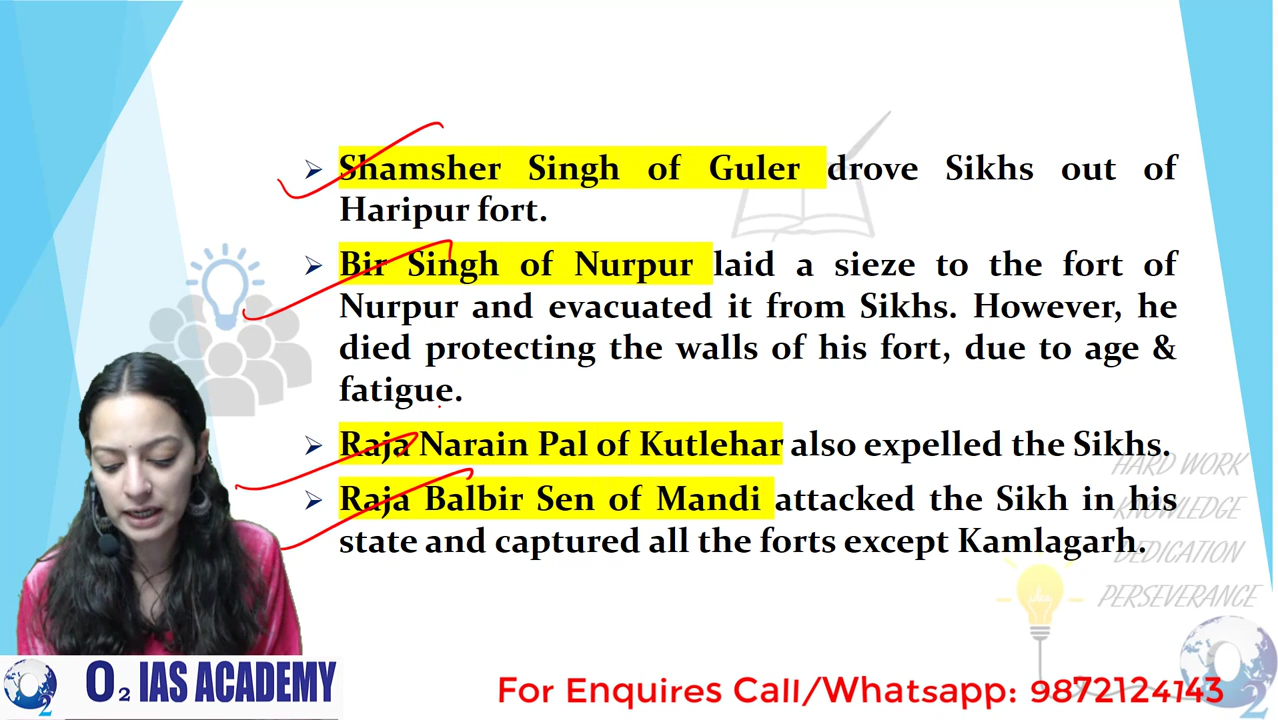 Shamsher Singh of Guler drove Sikhs out of
Haripur fort.
Bir Singh of Nurpur laid a sieze to the fort of
Nurpur and evacuated it from Sikhs. However, he
died protecting the walls of his fort, due to age &
fatigue.
Raja Narain Pal of Kutlehar also expelled the Sikhs.
Raja Balbir Sen of Mandi attacked the Sikh in his
state and captured all the forts except Kamlagarh.
HARD WORK
KNOWLEDGE
DEDICATION
PERSEVERANCE
2 O2 IAS ACADEMY
For Enquires Call/Whatsapp: 9872124143
2